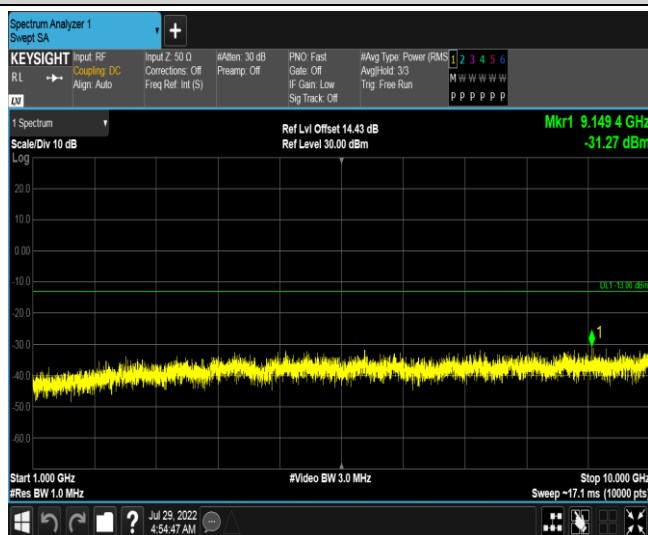 Spectrum Analyzer 1
Swept SA
+
KEYSIGHT
RL
LXI
Input: RF
Coupling: DC
Align: Auto
Input Z: 50 Ω
Corrections: Off
Freq Ref: Int (S)
#Atten: 30 dB
Preamp: Off
PNO: Fast
Gate: Off
IF Gain: Low
Sig Track: Off
#Avg Type: Power (RMS
Avg|Hold: 3/3
Trig: Free Run
1 2 3 4 5 6
M W W W W W
P P P P P P
1 Spectrum
Scale/Div 10 dB
Log
Ref Lvl Offset 14.43 dB
Ref Level 30.00 dBm
Mkr1 9.149 4 GHz
-31.27 dBm
20.0
10.0
0.00
-10.0
DL1 -13.00 dBm
-20.0
-30.0
1
-40.0
-50.0
-60.0
Start 1.000 GHz
#Res BW 1.0 MHz
#Video BW 3.0 MHz
Stop 10.000 GHz
Sweep ~17.1 ms (10000 pts)
?
Jul 29, 2022
4:54:47 AM